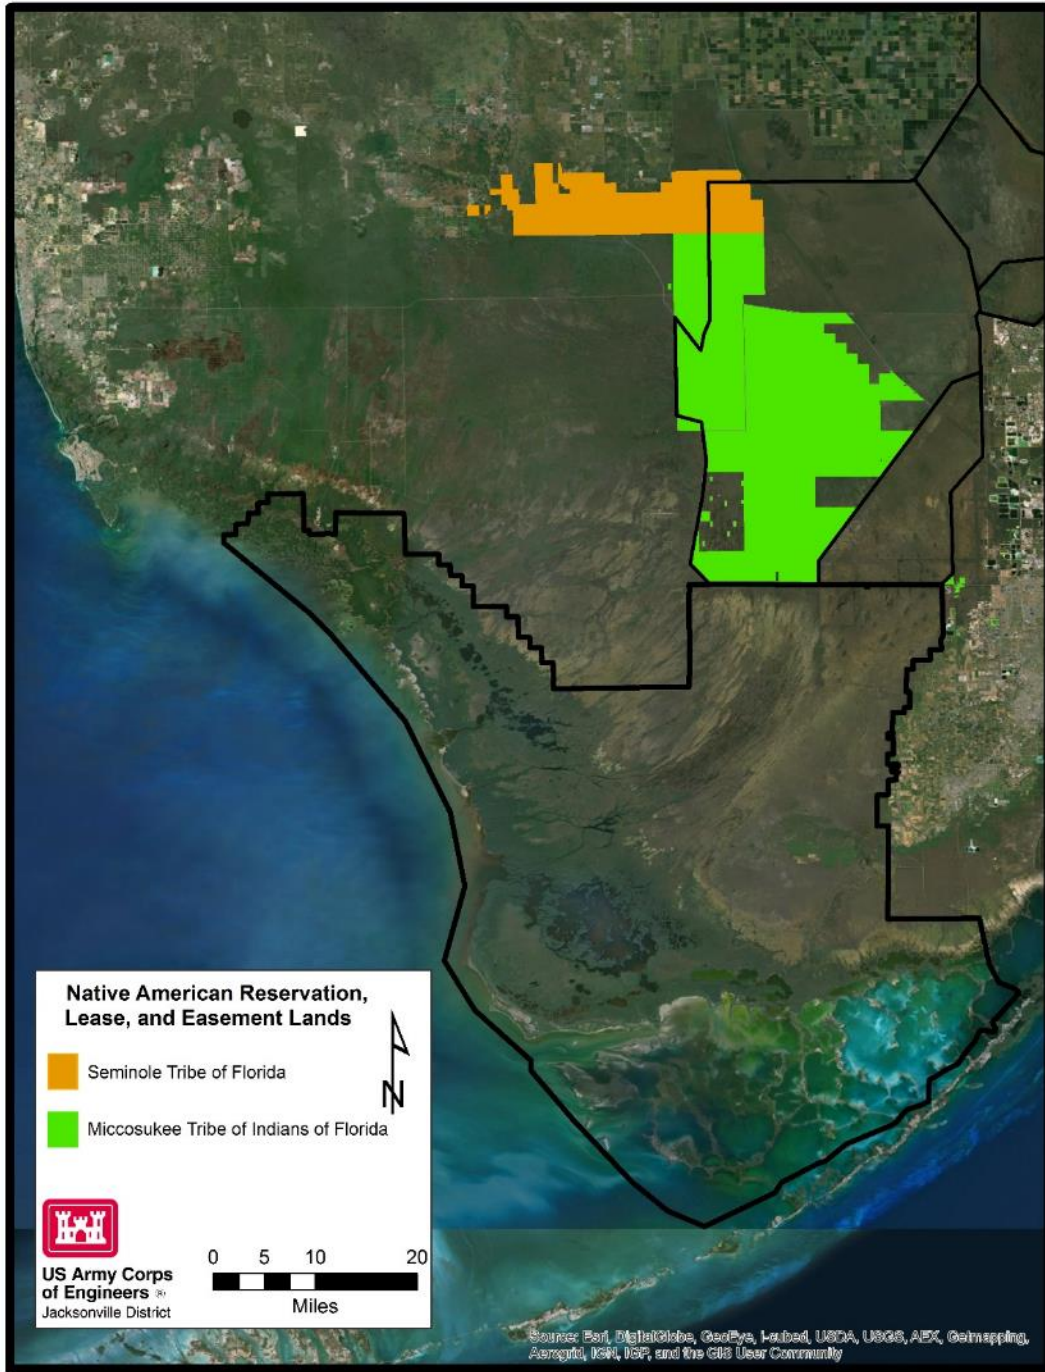 Native American Reservation,
Lease, and Easement Lands
Seminole Tribe of Florida
Miccosukee Tribe of Indians of Florida
N
US Army Corps
of Engineers ®
Jacksonville District
0 5 10 20
Miles
Source: Esri, DigitalGlobe, GeoEye, i-cubed, USDA, USGS, AEX, Getmapping,
Aerogrid, IGN, IGP, and the GIS User Community